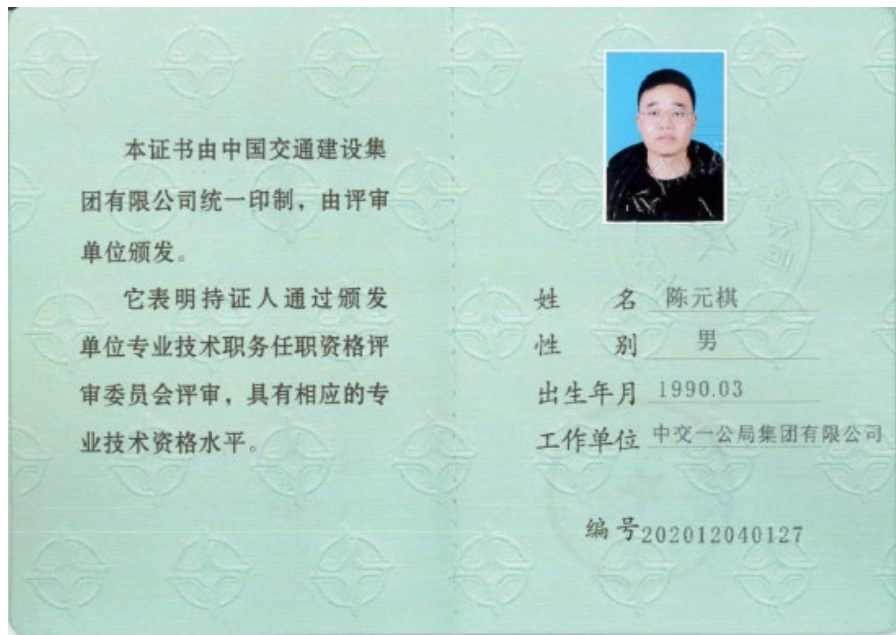 本证书由中国交通建设集
团有限公司统一印制，由评审
单位颁发。
它表明持证人通过颁发
单位专业技术职务任职资格评
审委员会评审，具有相应的专
业技术资格水平。
姓名 陈元棋
性别 男
出生年月 1990.03
工作单位 中交一公局集团有限公司
编号202012040127